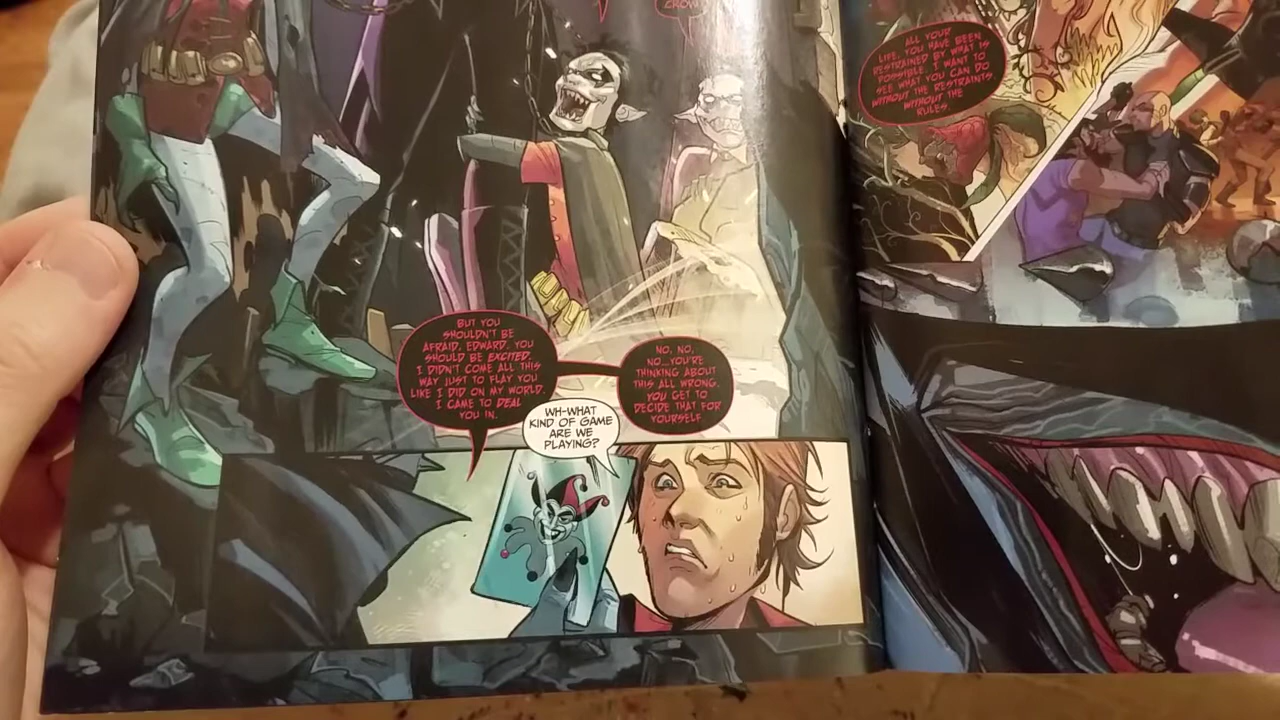 CROW
BUT YOU
SHOULDN'T BE
AFRAID, EDWARD. YOU
SHOULD BE EXCITED.
I DIDN'T COME ALL THIS
WAY JUST TO FLAY YOU
LIKE I DID ON MY WORLD.
I CAME TO DEAL
YOU IN.
NO, NO,
NO...YOU'RE
THINKING ABOUT
THIS ALL WRONG.
YOU GET TO
DECIDE THAT FOR
YOURSELF.
WH-WHAT
KIND OF GAME
ARE WE
PLAYING?
ALL YOUR
LIFE, YOU HAVE BEEN
RESTRAINED BY WHAT IS
POSSIBLE. I WANT TO
SEE WHAT YOU CAN DO
WITHOUT THE RESTRAINTS.
WITHOUT THE
RULES.